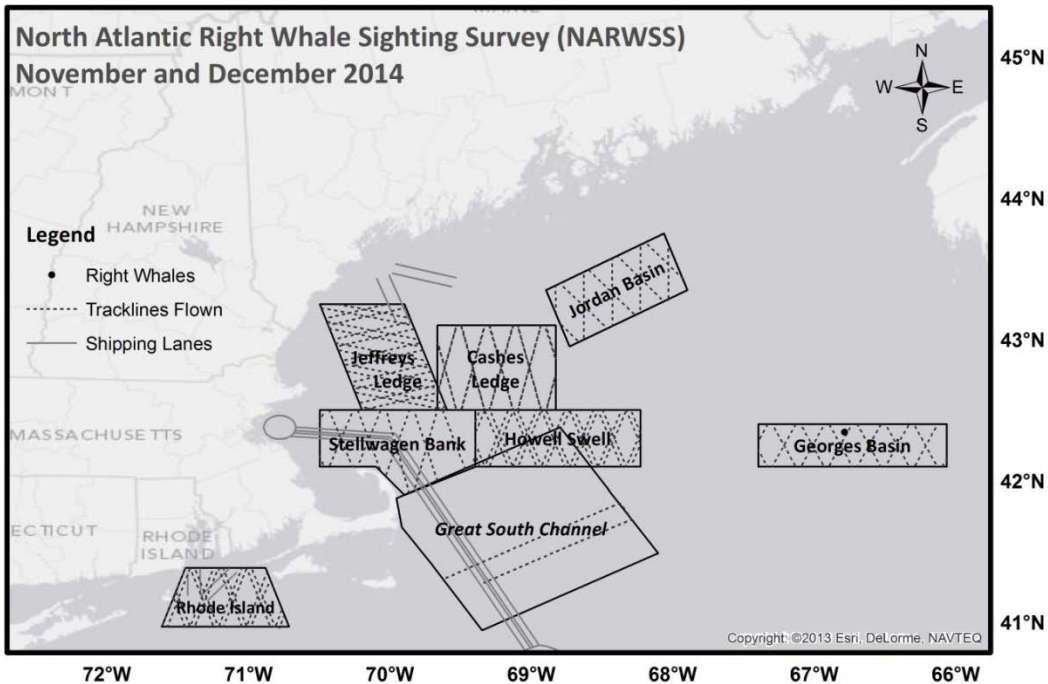 North Atlantic Right Whale Sighting Survey (NARWSS)
November and December 2014
MAINE
MONT
NEW
HAMPSHIRE
Legend
Right Whales
Tracklines Flown
Shipping Lanes
N
W
E
S
45°N
44°N
43°N
42°N
41°N
Jordan Basin
Jeffreys
Ledge
Cashes
Ledge
MASSACHUSETTS
Stellwagen Bank
Howell Swell
Georges Basin
Great South Channel
ECTICUT
RHODE
ISLAND
Rhode Island
Copyright: ©2013 Esri, DeLorme, NAVTEQ
72°W
71°W
70°W
69°W
68°W
67°W
66°W